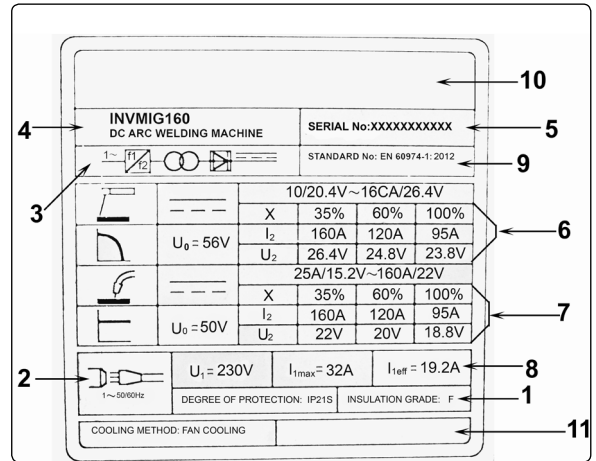 10
INVMIG160
DC ARC WELDING MACHINE
SERIAL No:XXXXXXXXXXX
4
5
1~ f1 f2
STANDARD No: EN 60974-1: 2012
9
3
10/20.4V~16CA/26.4V
X 35% 60% 100%
U₀ = 56V
I₂ 160A 120A 95A
6
U₂ 26.4V 24.8V 23.8V
25A/15.2V~160A/22V
X 35% 60% 100%
7
U₀ = 50V
I₂ 160A 120A 95A
U₂ 22V 20V 18.8V
2
1~50/60Hz
U₁ = 230V I₁max= 32A I₁eff = 19.2A
8
DEGREE OF PROTECTION: IP21S INSULATION GRADE: F
1
COOLING METHOD: FAN COOLING
11